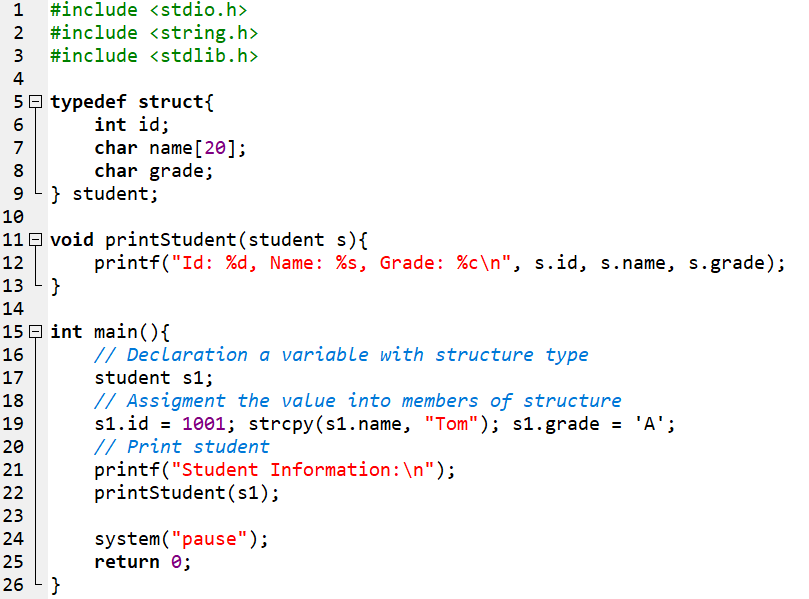 1 #include <stdio.h>
2 #include <string.h>
3 #include <stdlib.h>
4
5 typedef struct{
6     int id;
7     char name[20];
8     char grade;
9 } student;
10
11 void printStudent(student s){
12     printf("Id: %d, Name: %s, Grade: %c\n", s.id, s.name, s.grade);
13 }
14
15 int main(){
16     // Declaration a variable with structure type
17     student s1;
18     // Assigment the value into members of structure
19     s1.id = 1001; strcpy(s1.name, "Tom"); s1.grade = 'A';
20     // Print student
21     printf("Student Information:\n");
22     printStudent(s1);
23
24     system("pause");
25     return 0;
26 }